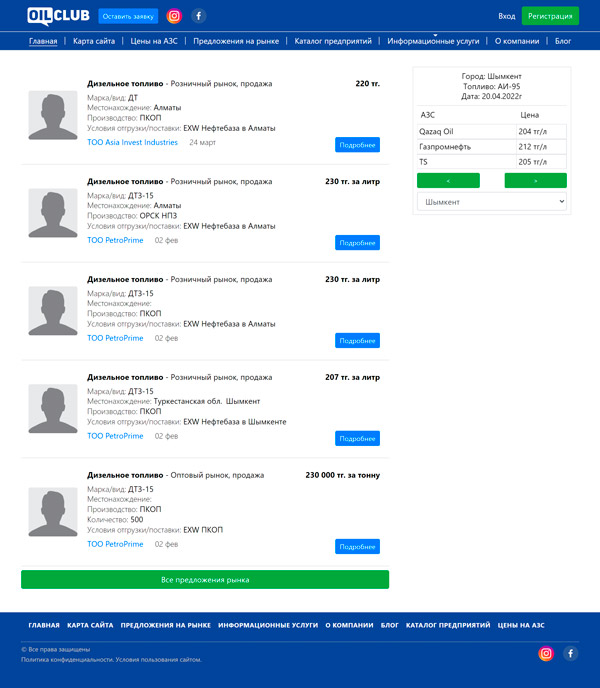 OILCLUB Оставить заявку Вход Регистрация
Главная Карта сайта Цены на АЗС Предложения на рынке Каталог предприятий Информационные услуги О компании Блог
Дизельное топливо - Розничный рынок, продажа 220 тг.
Марка/вид: ДТ
Местонахождение: Алматы
Производство: ПКОП
Условия отгрузки/поставки: EXW Нефтебаза в Алматы
ТОО Asia Invest Industries 24 март Подробнее
Дизельное топливо - Розничный рынок, продажа 230 тг. за литр
Марка/вид: ДТЗ-15
Местонахождение: Алматы
Производство: ОРСК НПЗ
Условия отгрузки/поставки: EXW Нефтебаза в Алматы
ТОО PetroPrime 02 фев Подробнее
Дизельное топливо - Розничный рынок, продажа 230 тг. за литр
Марка/вид: ДТЗ-15
Местонахождение:
Производство: ПКОП
Условия отгрузки/поставки: EXW Нефтебаза в Алматы
ТОО PetroPrime 02 фев Подробнее
Дизельное топливо - Розничный рынок, продажа 207 тг. за литр
Марка/вид: ДТЗ-15
Местонахождение: Туркестанская обл. Шымкент
Производство: ПКОП
Условия отгрузки/поставки: EXW Нефтебаза в Шымкенте
ТОО PetroPrime 02 фев Подробнее
Дизельное топливо - Оптовый рынок, продажа 230 000 тг. за тонну
Марка/вид: ДТЗ-15
Местонахождение:
Производство: ПКОП
Количество: 500
Условия отгрузки/поставки: EXW ПКОП
ТОО PetroPrime 02 фев Подробнее
Все предложения рынка
Город: Шымкент
Топливо: АИ-95
Дата: 20.04.2022г
АЗС Цена
Qazaq Oil 204 тг/л
Газпромнефть 212 тг/л
TS 205 тг/л
< >
Шымкент
ГЛАВНАЯ КАРТА САЙТА ПРЕДЛОЖЕНИЯ НА РЫНКЕ ИНФОРМАЦИОННЫЕ УСЛУГИ О КОМПАНИИ БЛОГ КАТАЛОГ ПРЕДПРИЯТИЙ ЦЕНЫ НА АЗС
© Все права защищены
Политика конфиденциальности. Условия пользования сайтом.